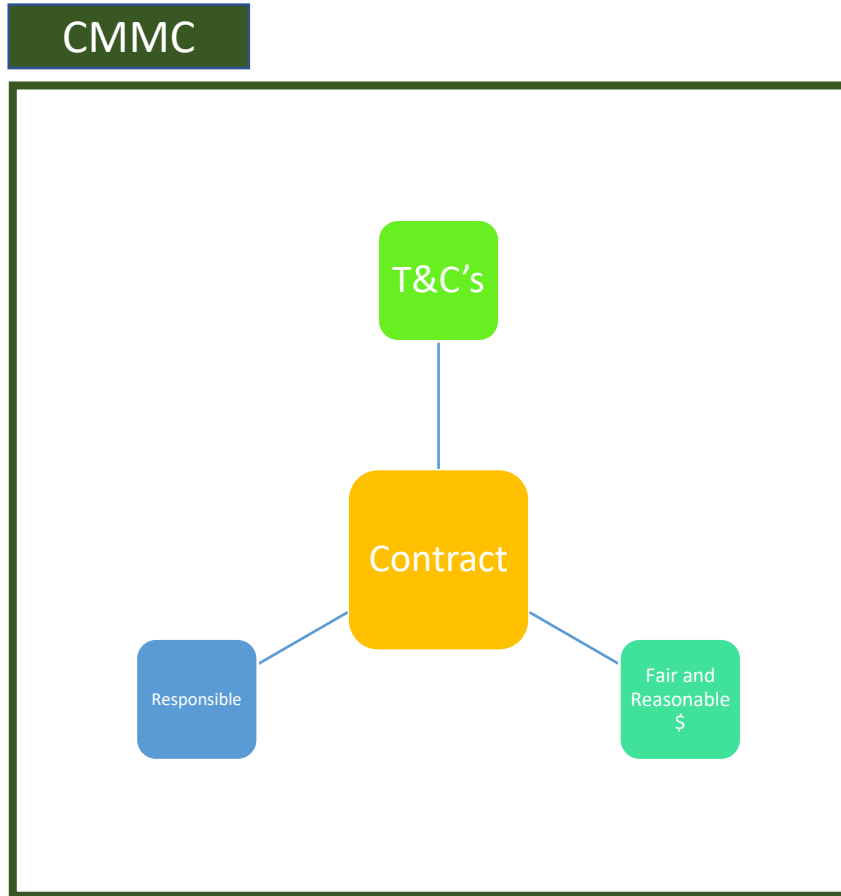 CMMC
T&C’s
Contract
Responsible
Fair and
Reasonable
$